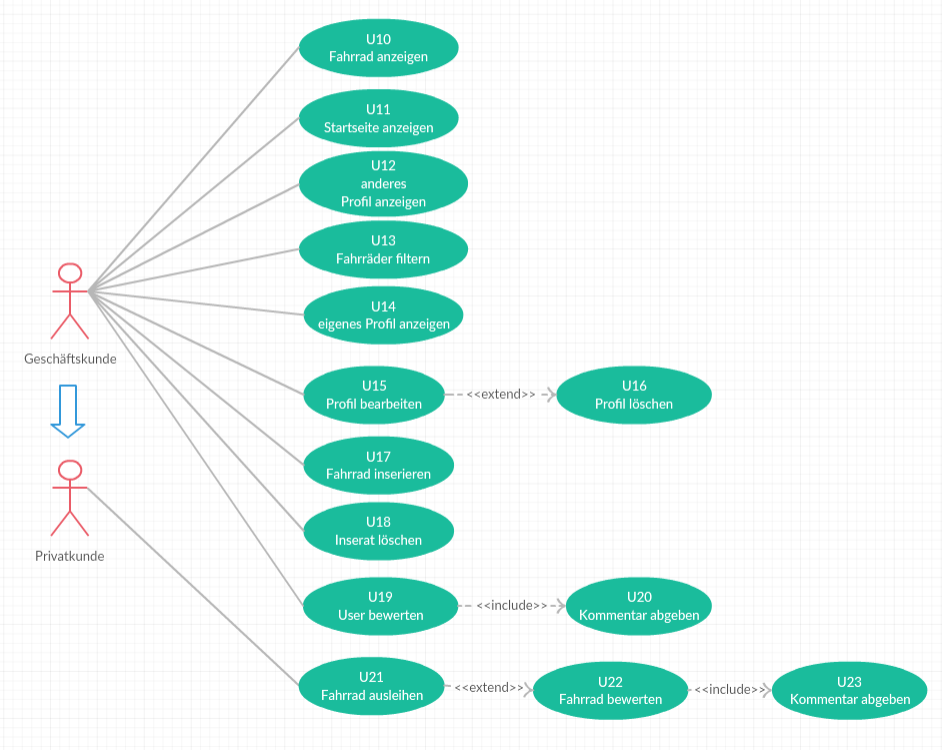 U10
Fahrrad anzeigen
U11
Startseite anzeigen
U12
anderes
Profil anzeigen
U13
Fahrräder filtern
U14
eigenes Profil anzeigen
Geschäftskunde
U15
Profil bearbeiten
<<extend>>
U16
Profil löschen
U17
Fahrrad inserieren
U18
Inserat löschen
Privatkunde
U19
User bewerten
<<include>>
U20
Kommentar abgeben
U21
Fahrrad ausleihen
<<extend>>
U22
Fahrrad bewerten
<<include>>
U23
Kommentar abgeben